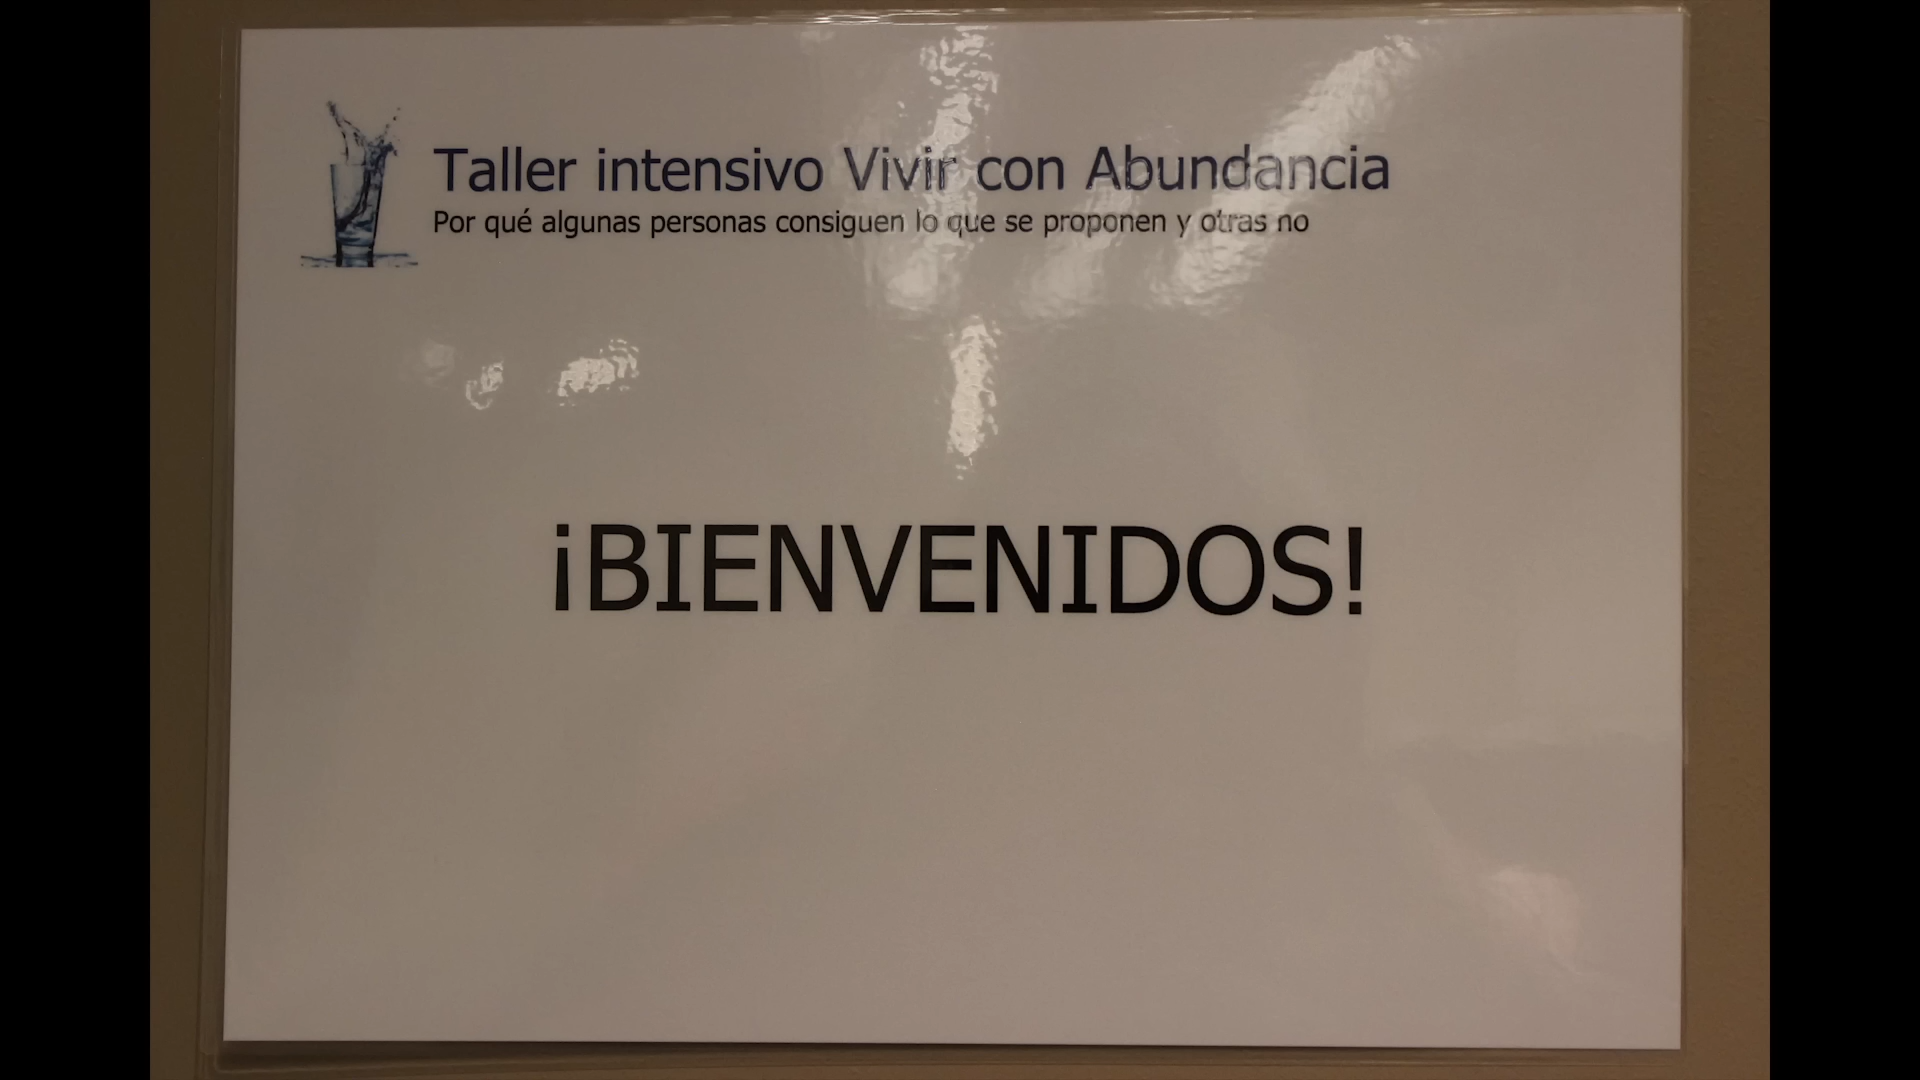 Taller intensivo Vivir con Abundancia
Por qué algunas personas consiguen lo que se proponen y otras no
¡BIENVENIDOS!